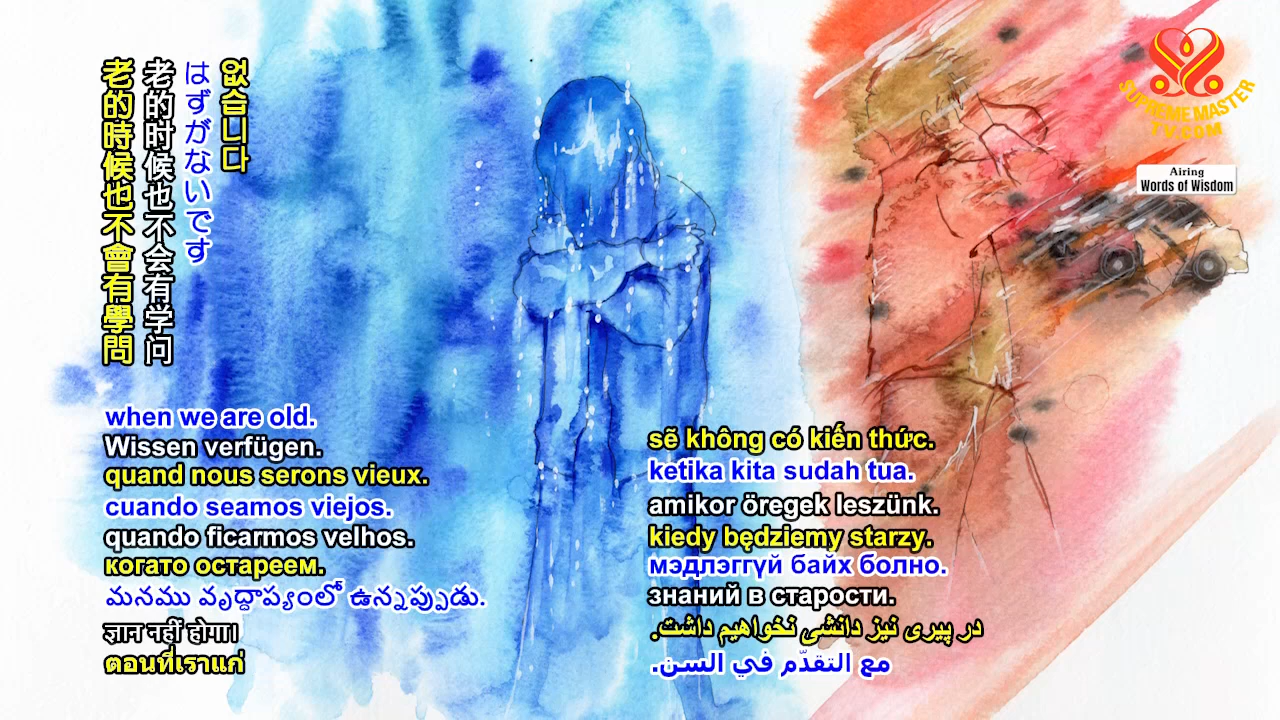 없습니다
はずがないです
老的时候也不会有学问
老的時候也不會有學問
SUPREME MASTER
TV.COM
Airing
Words of Wisdom
when we are old.
Wissen verfügen.
quand nous serons vieux.
cuando seamos viejos.
quando ficarmos velhos.
когато остареем.
మనము వృద్ధాప్యంలో ఉన్నప్పుడు.
ज्ञान नहीं होगा।
ตอนที่เราแก่
sẽ không có kiến thức.
ketika kita sudah tua.
amikor öregek leszünk.
kiedy będziemy starzy.
мэдлэггүй байх болно.
знаний в старости.
در پیری نیز دانشی نخواهیم داشت.
مع التقدّم في السن.